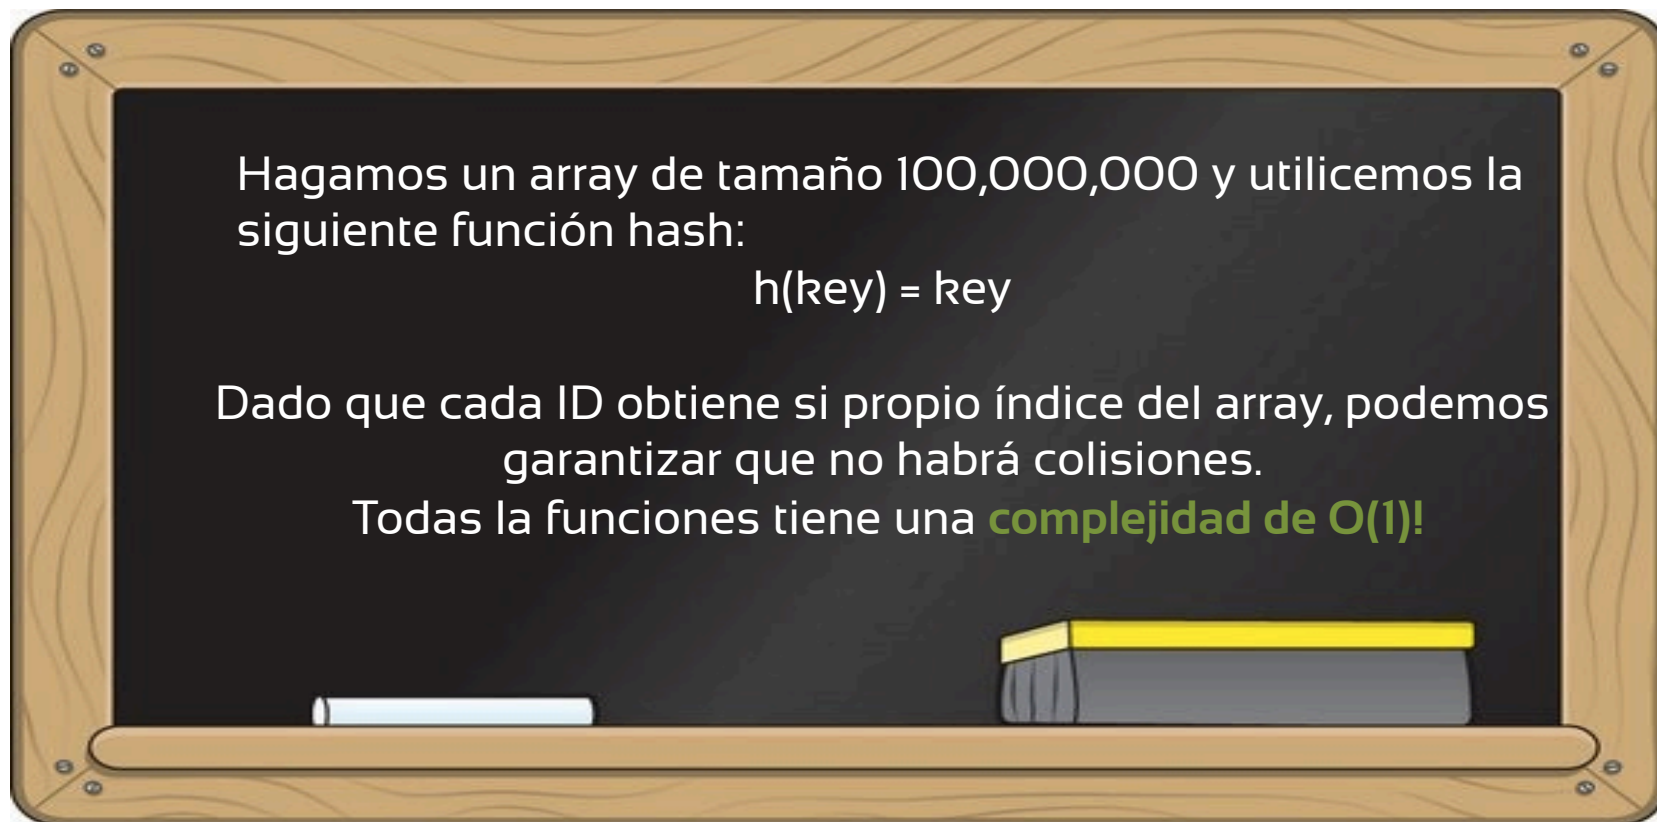 Hagamos un array de tamaño 100,000,000 y utilicemos la
siguiente función hash:
h(key) = key
Dado que cada ID obtiene si propio índice del array, podemos
garantizar que no habrá colisiones.
Todas la funciones tiene una complejidad de O(1)!